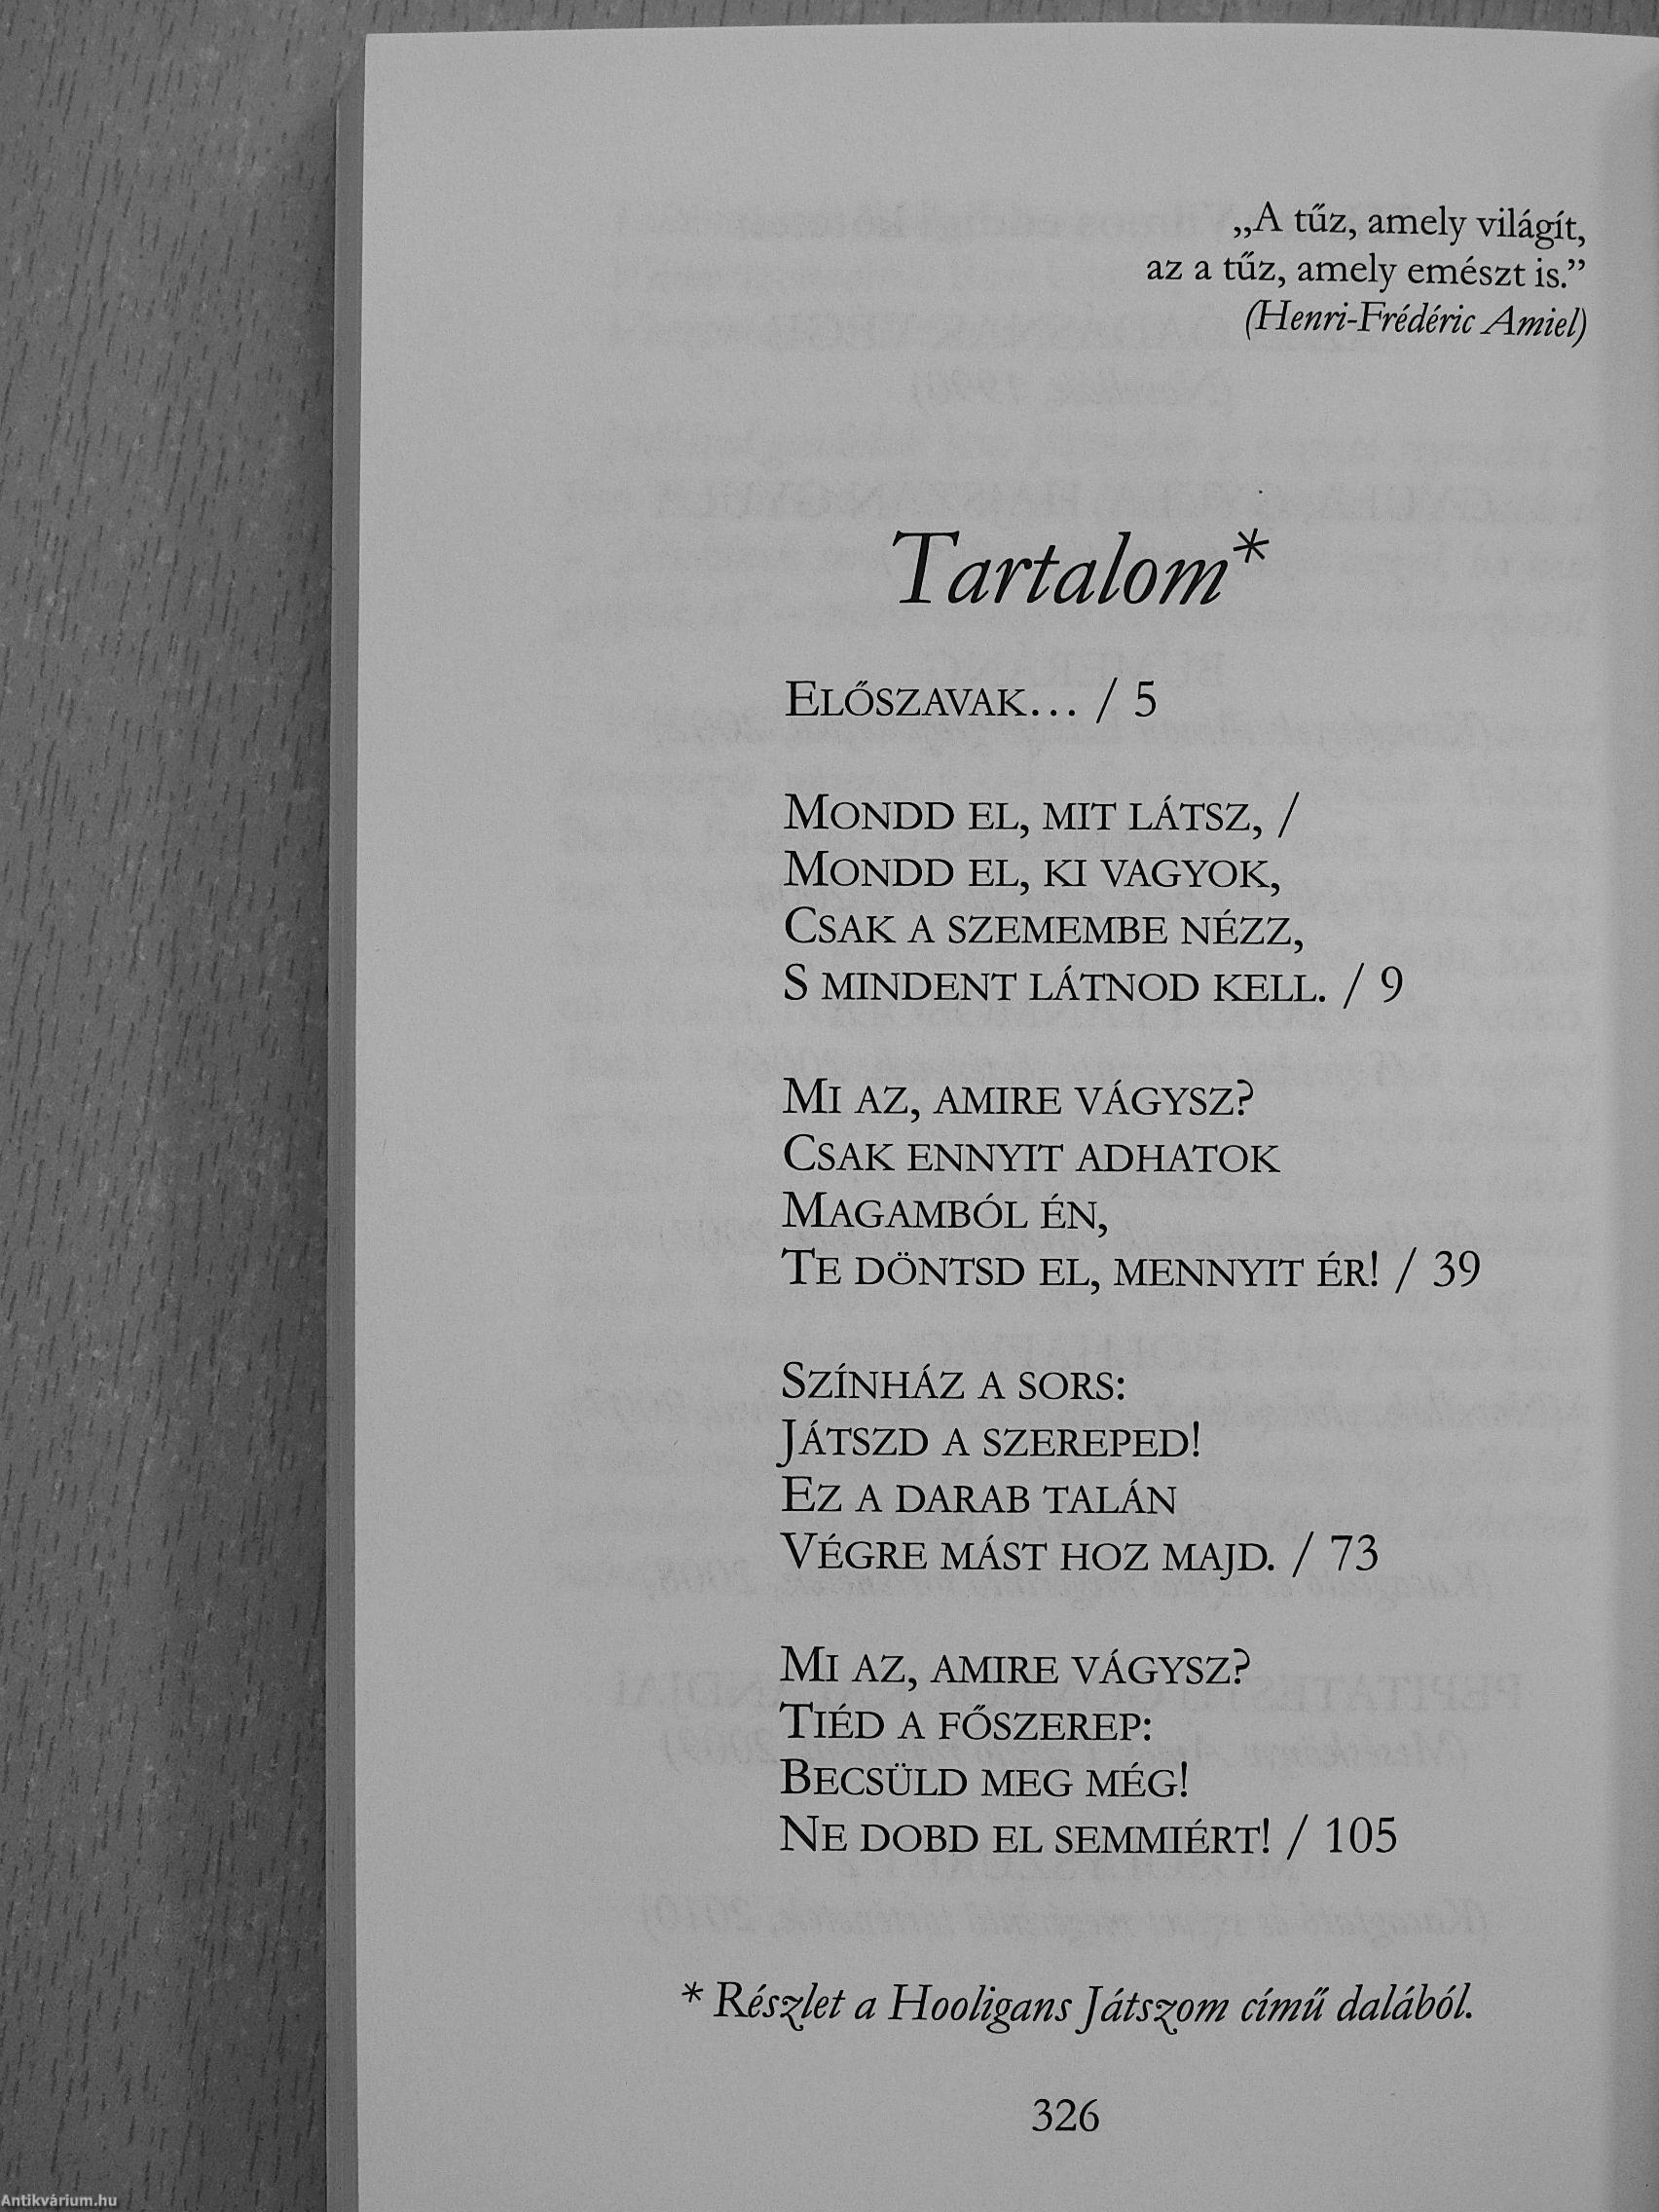 „A tűz, amely világít,
az a tűz, amely emészt is.”
(Henri-Frédéric Amiel)
Tartalom*
ELŐSZAVAK… / 5
MONDD EL, MIT LÁTSZ, /
MONDD EL, KI VAGYOK,
CSAK A SZEMEMBE NÉZZ,
S MINDENT LÁTNOD KELL. / 9
MI AZ, AMIRE VÁGYSZ?
CSAK ENNYIT ADHATOK
MAGAMBÓL ÉN,
TE DÖNTSD EL, MENNYIT ÉR! / 39
SZÍNHÁZ A SORS:
JÁTSZD A SZEREPED!
EZ A DARAB TALÁN
VÉGRE MÁST HOZ MAJD. / 73
MI AZ, AMIRE VÁGYSZ?
TIÉD A FŐSZEREP:
BECSÜLD MEG MÉG!
NE DOBD EL SEMMIÉRT! / 105
* Részlet a Hooligans Játszom című dalából.
326
Antikvárium.hu